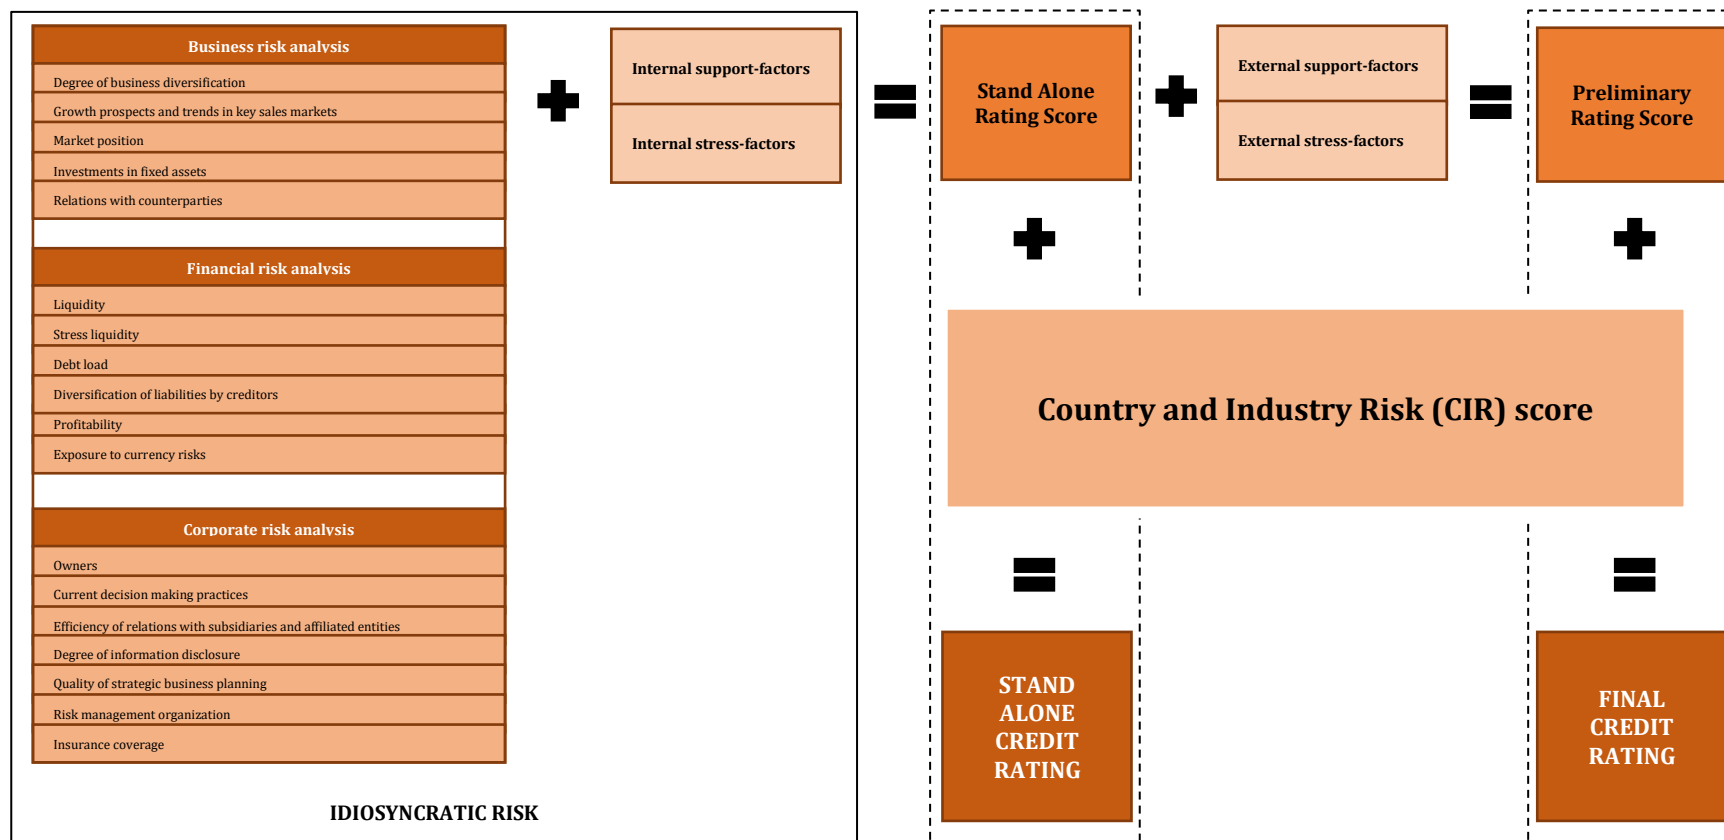 Business risk analysis
Degree of business diversification
Growth prospects and trends in key sales markets
Market position
Investments in fixed assets
Relations with counterparties
Financial risk analysis
Liquidity
Stress liquidity
Debt load
Diversification of liabilities by creditors
Profitability
Exposure to currency risks
Corporate risk analysis
Owners
Current decision making practices
Efficiency of relations with subsidiaries and affiliated entities
Degree of information disclosure
Quality of strategic business planning
Risk management organization
Insurance coverage
IDIOSYNCRATIC RISK
Internal support-factors
Internal stress-factors
Stand Alone
Rating Score
External support-factors
External stress-factors
Preliminary
Rating Score
Country and Industry Risk (CIR) score
STAND
ALONE
CREDIT
RATING
FINAL
CREDIT
RATING